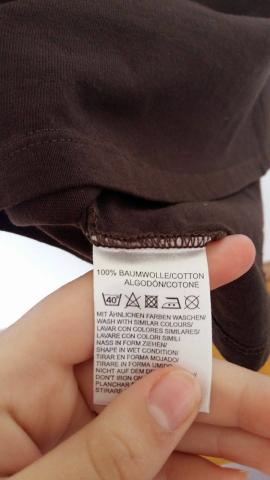 100% BAUMWOLLE/COTTON
ALGODÓN/COTONE
40°
MIT ÄHNLICHEN FARBEN WASCHEN/
WASH WITH SIMILAR COLOURS/
LAVAR CON COLORES SIMILARES/
LAVARE CON COLORI SIMILI
NASS IN FORM ZIEHEN/
SHAPE IN WET CONDITION/
TIRAR EN FORMA MOJADO/
TIRARE IN FORMA UMIDO
NICHT AUF DEM
DON'T IRON ON
PLANCHAR
STIRARE